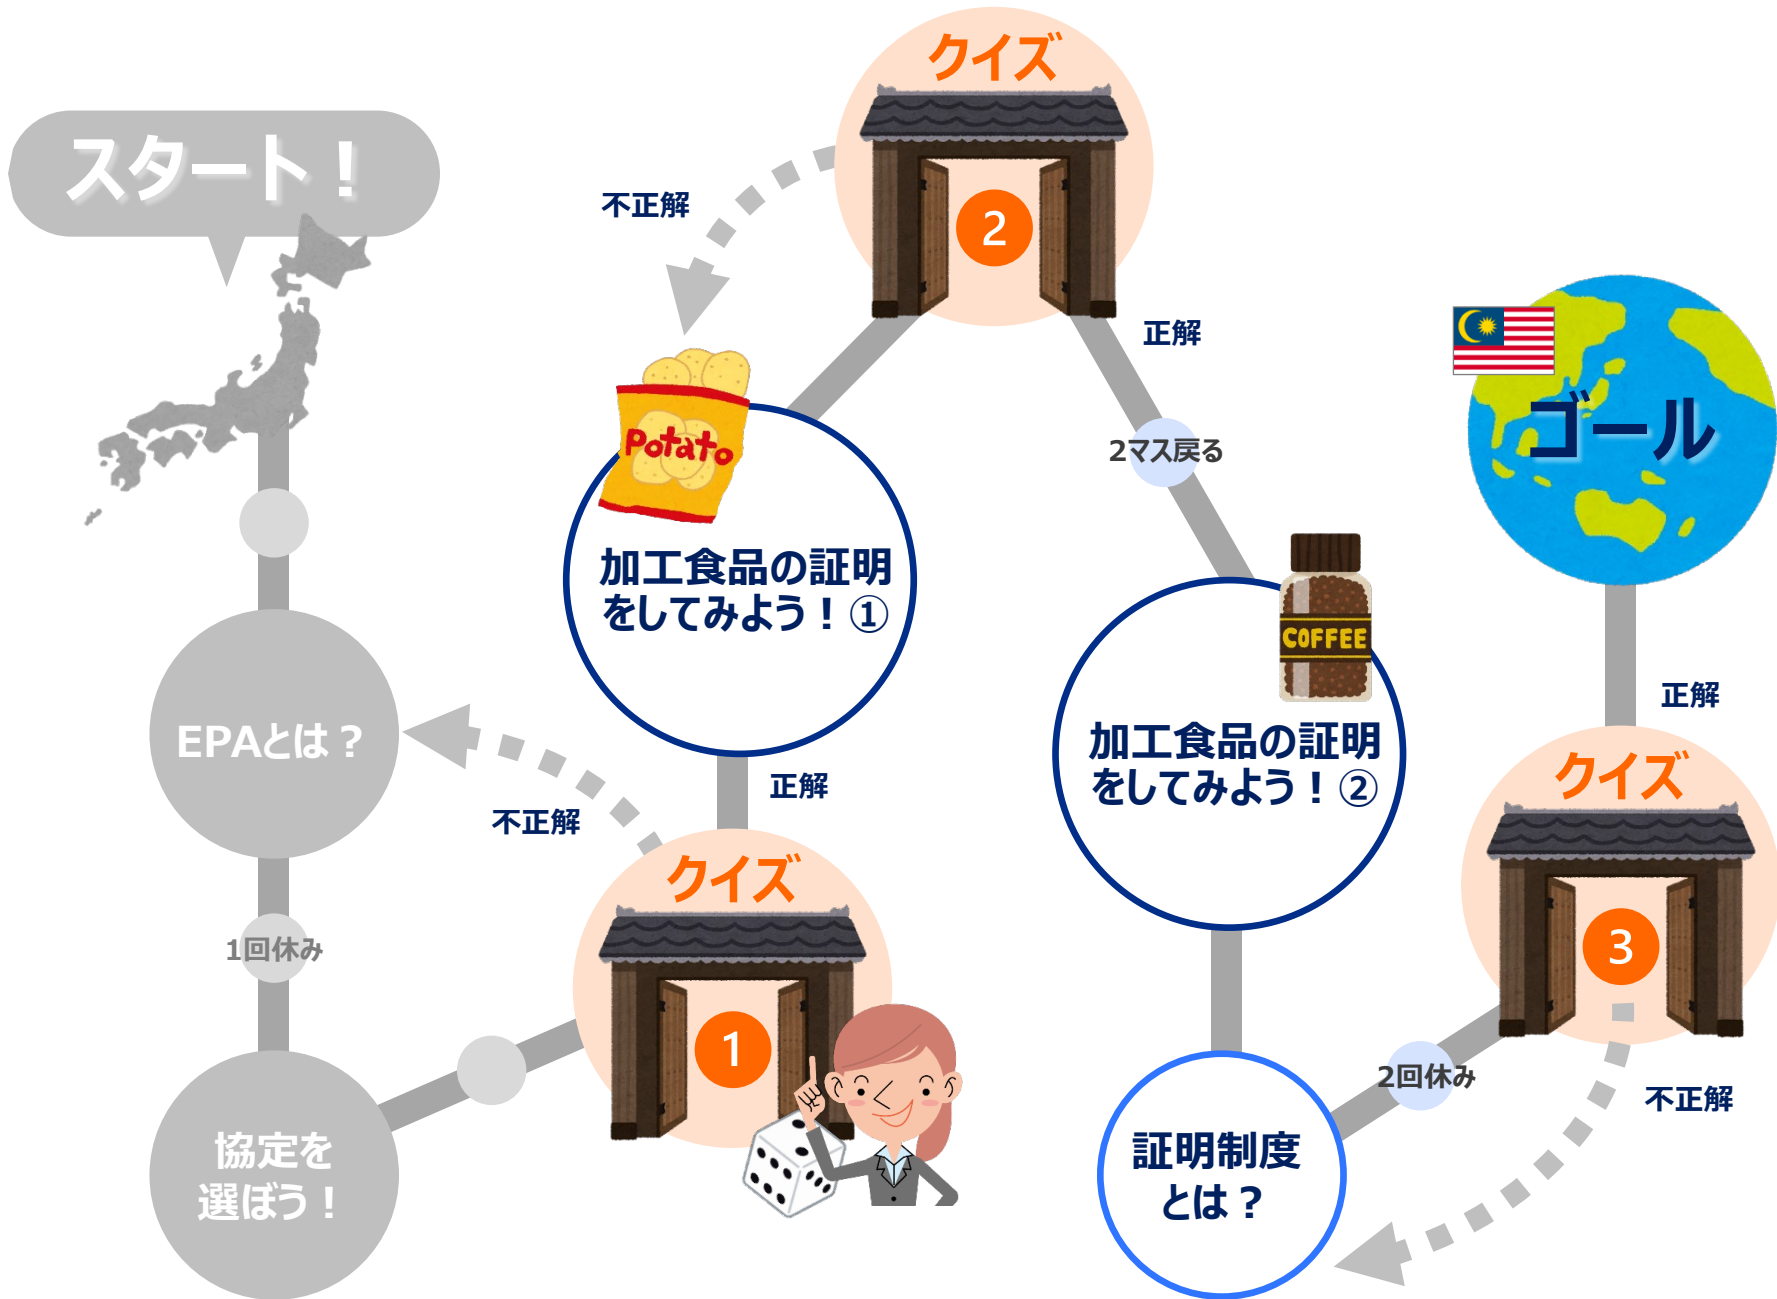 スタート！
EPAとは？
1回休み
協定を
選ぼう！
クイズ
1
不正解
正解
Potato
加工食品の証明
をしてみよう！①
クイズ
2
不正解
正解
2マス戻る
COFFEE
加工食品の証明
をしてみよう！②
証明制度
とは？
2回休み
クイズ
3
不正解
正解
ゴール